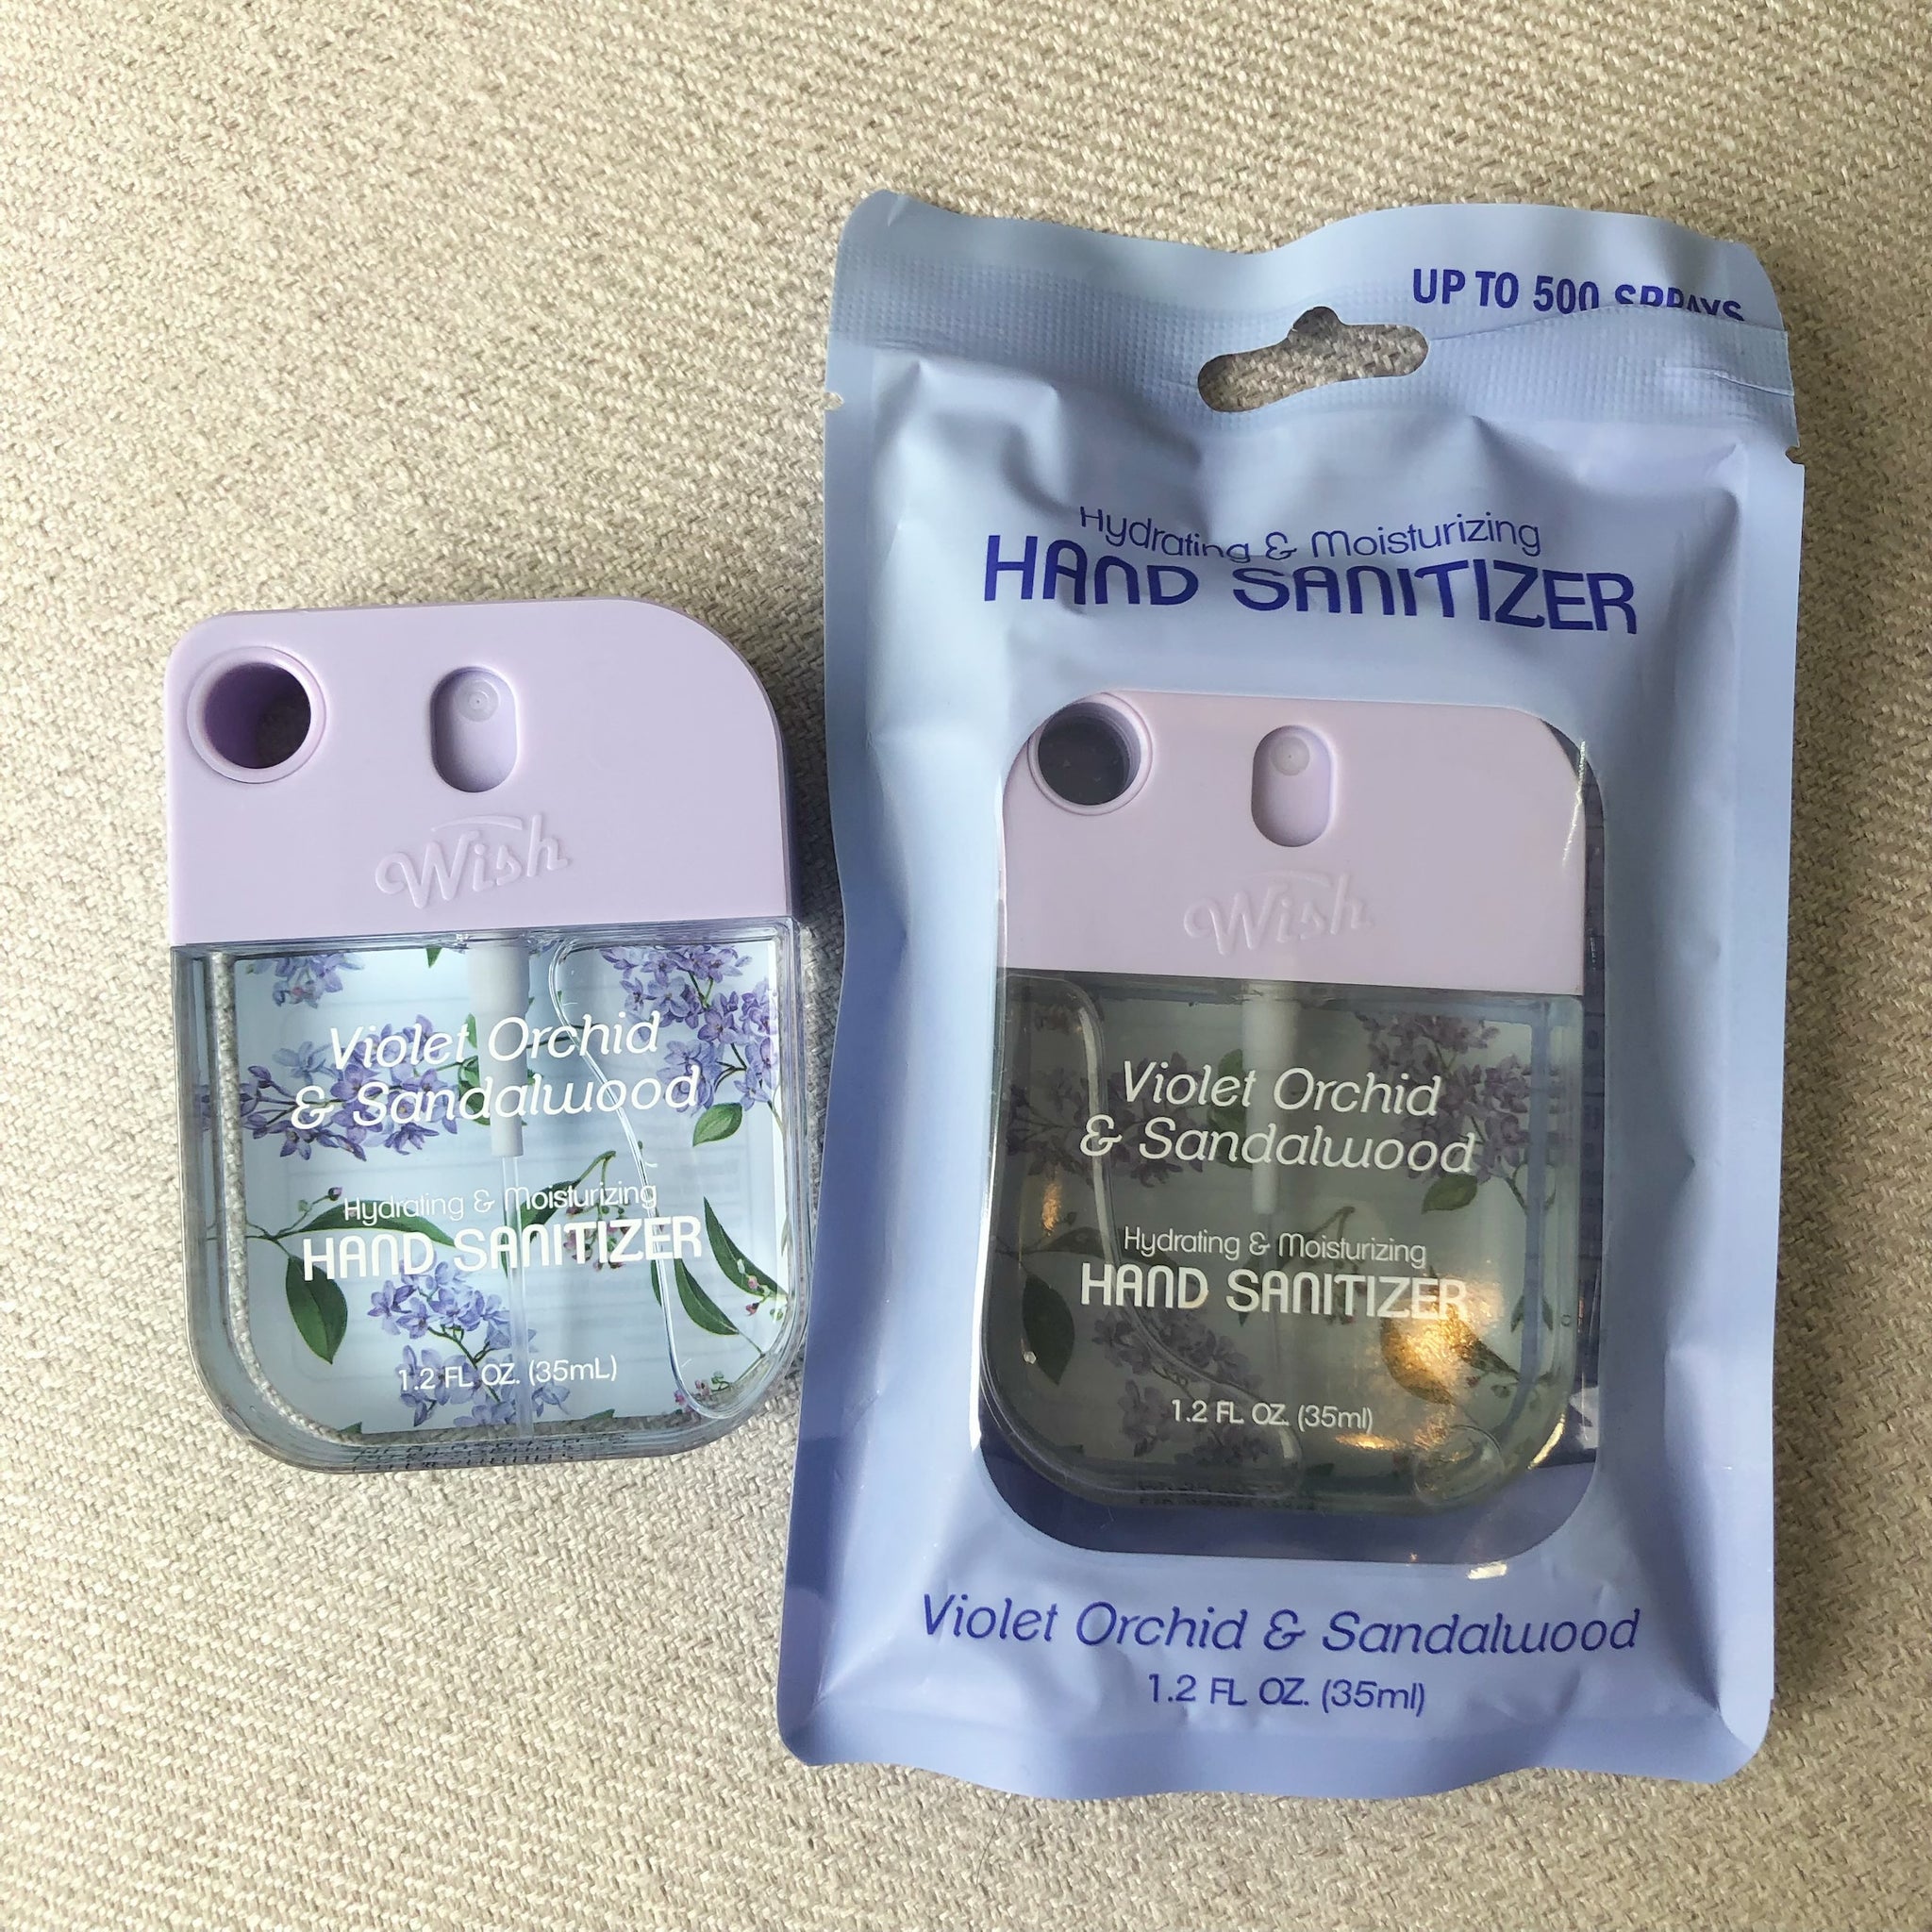 Wish
Violet Orchid
& Sandalwood
Hydrating & Moisturizing
HAND SANITIZER
1.2 FL OZ. (35mL)
UP TO 500 SPRAYS
Hydrating & Moisturizing
HAND SANITIZER
Wish
Violet Orchid
& Sandalwood
Hydrating & Moisturizing
HAND SANITIZER
1.2 FL OZ. (35ml)
Violet Orchid & Sandalwood
1.2 FL OZ. (35ml)